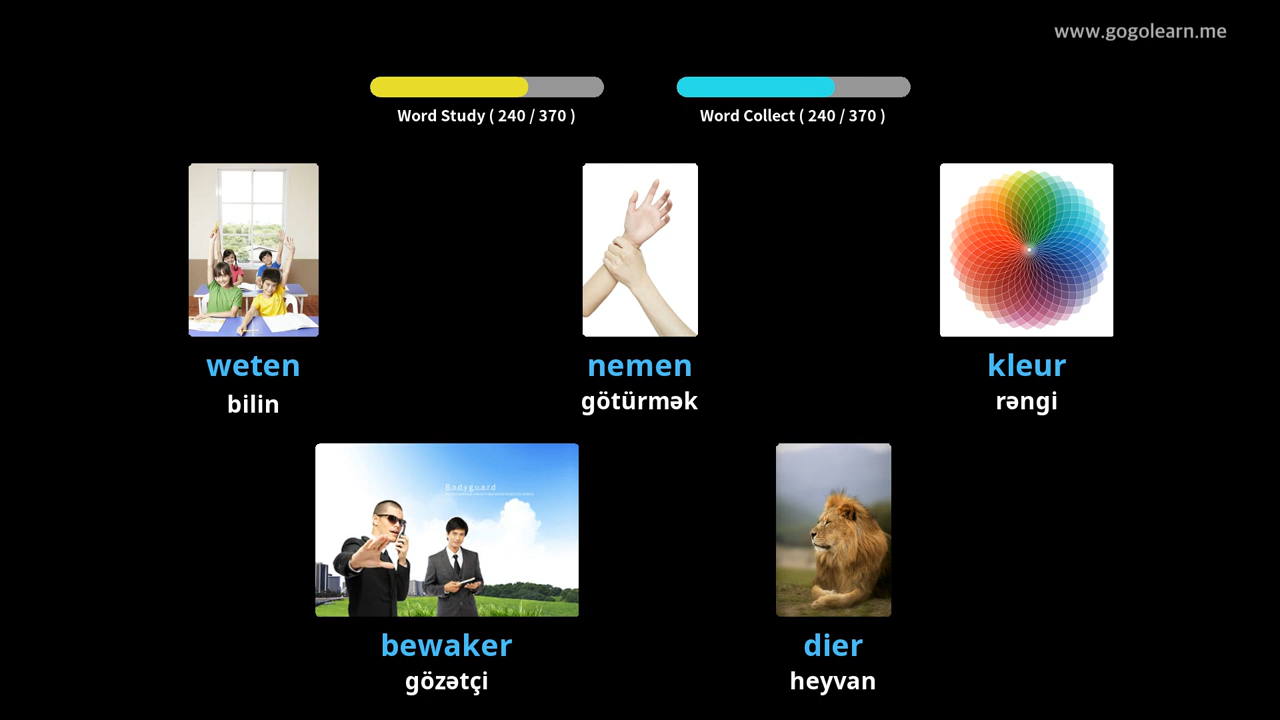 www.gogolearn.me
Word Study ( 240 / 370 )
Word Collect ( 240 / 370 )
weten
bilin
nemen
götürmək
kleur
rəngi
Bodyguard
bewaker
gözətçi
dier
heyvan